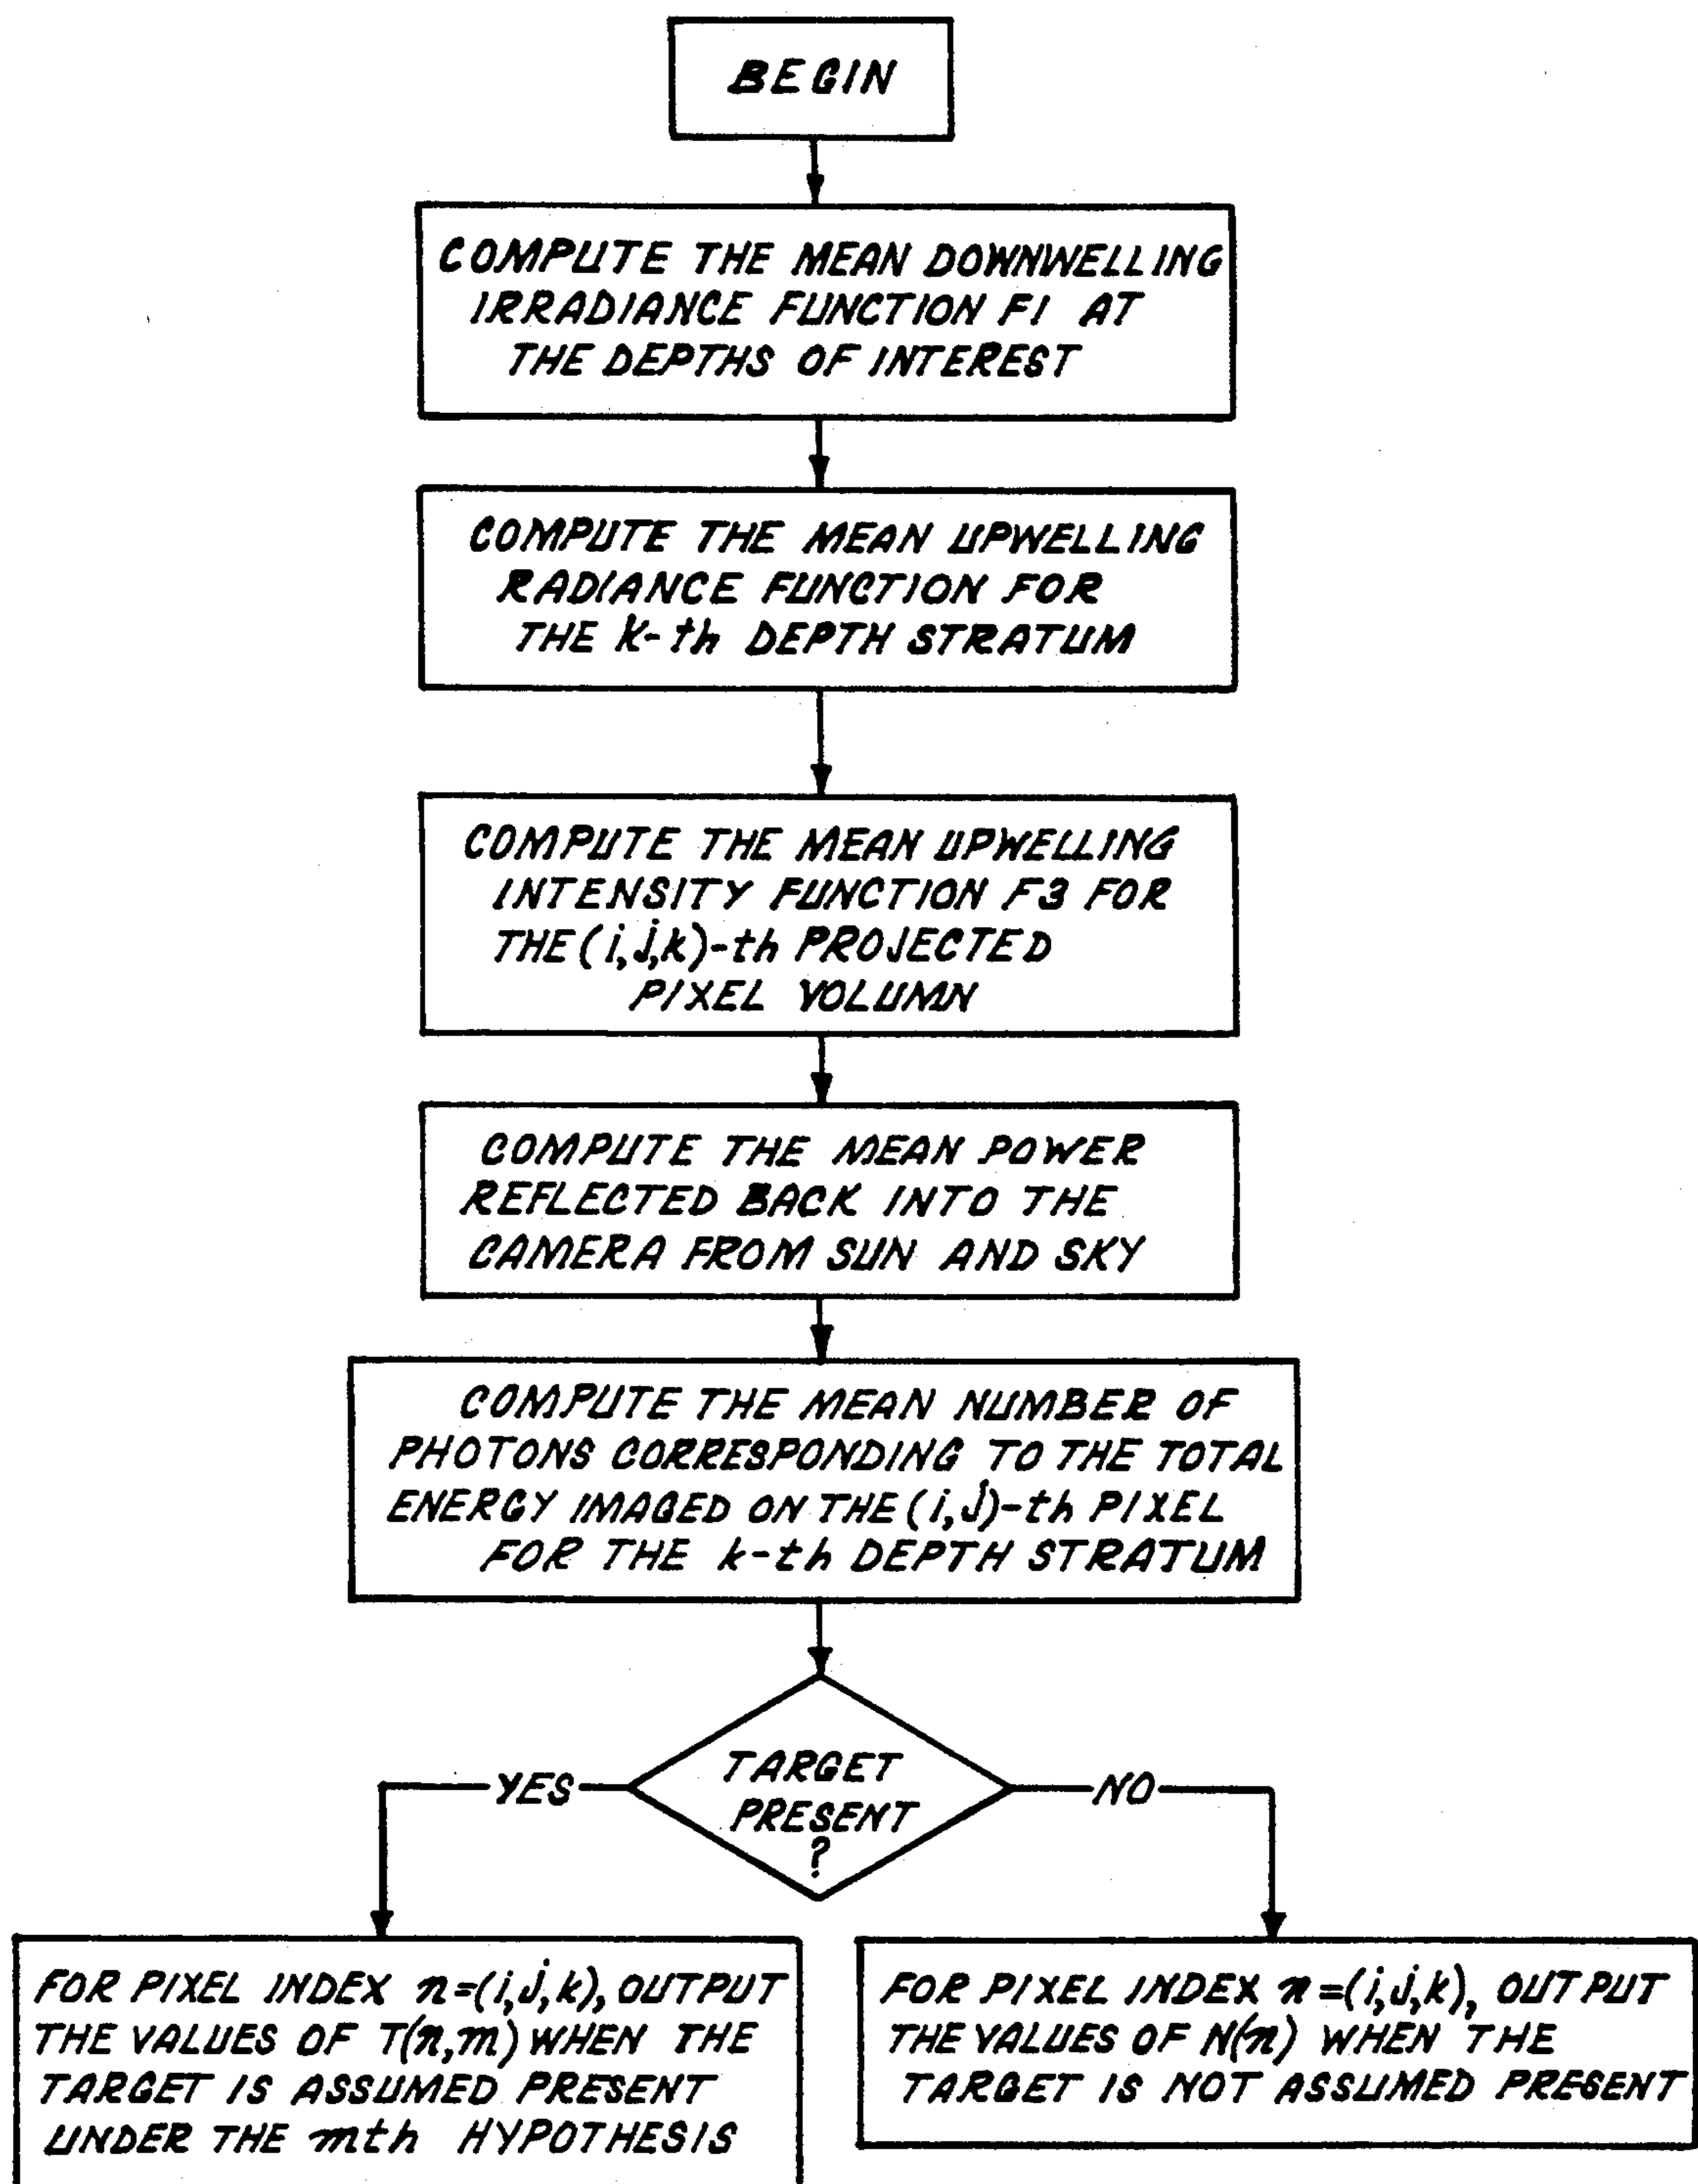 BEGIN
COMPUTE THE MEAN DOWNWELLING
IRRADIANCE FUNCTION F1 AT
THE DEPTHS OF INTEREST
COMPUTE THE MEAN UPWELLING
RADIANCE FUNCTION FOR
THE K-th DEPTH STRATUM
COMPUTE THE MEAN UPWELLING
INTENSITY FUNCTION F3 FOR
THE (i,j,k)-th PROJECTED
PIXEL VOLUMN
COMPUTE THE MEAN POWER
REFLECTED BACK INTO THE
CAMERA FROM SUN AND SKY
COMPUTE THE MEAN NUMBER OF
PHOTONS CORRESPONDING TO THE TOTAL
ENERGY IMAGED ON THE (i,j)-th PIXEL
FOR THE k-th DEPTH STRATUM
TARGET
PRESENT
?
YES
NO
FOR PIXEL INDEX n=(i,j,k), OUTPUT
THE VALUES OF T(n,m) WHEN THE
TARGET IS ASSUMED PRESENT
UNDER THE mth HYPOTHESIS
FOR PIXEL INDEX n=(i,j,k), OUTPUT
THE VALUES OF N(n) WHEN THE
TARGET IS NOT ASSUMED PRESENT